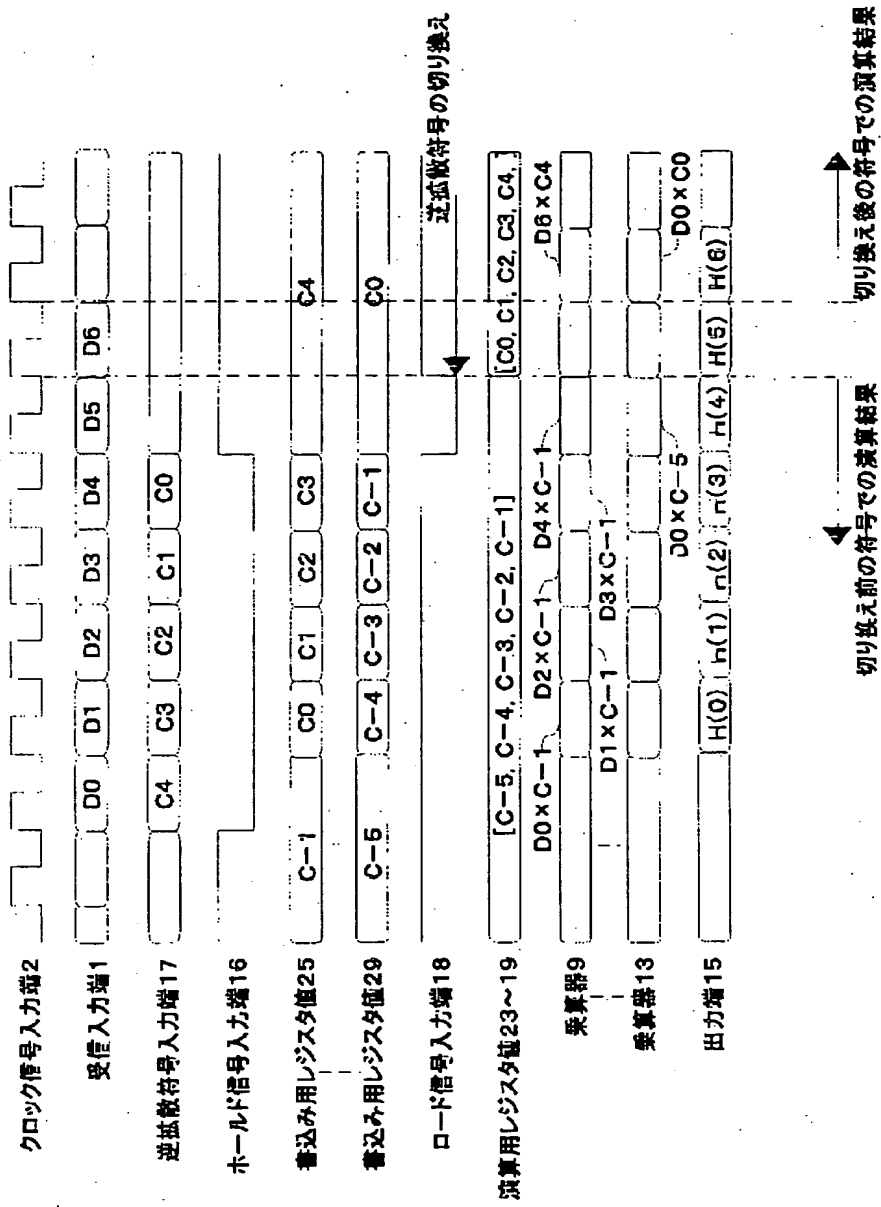 クロック信号入力端2
受信入力端1
D0 D1 D2 D3 D4 D5 D6
逆拡散符号入力端17
C4 C3 C2 C1 C0
ホールド信号入力端16
書込み用レジスタ値25
C-1 C0 C1 C2 C3 C4
書込み用レジスタ値29
C-5 C-4 C-3 C-2 C-1 C0
ロード信号入力端18
逆拡散符号の切り換え
演算用レジスタ値23~19
[C-5, C-4, C-3, C-2, C-1] [C0, C1, C2, C3, C4,]
D0×C-1 D2×C-1 D4×C-1 D6×C4
乗算器9
D1×C-1 D3×C-1
乗算器13
D0×C-5 D0×C0
出力端15
H(0) h(1) n(2) n(3) h(4) H(5) H(6)
切り換え前の符号での演算結果
切り換え後の符号での演算結果